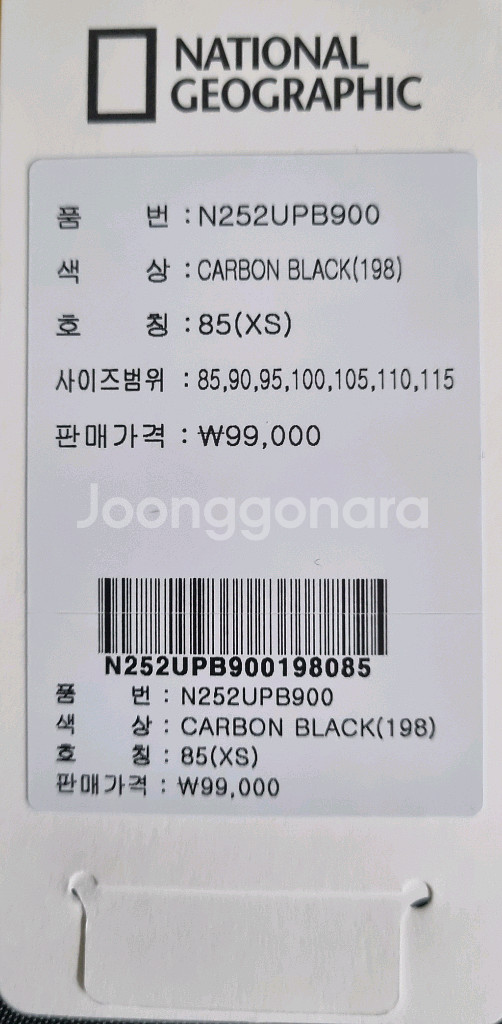 NATIONAL
GEOGRAPHIC
품 번 : N252UPB900
색 상 : CARBON BLACK(198)
호 칭 : 85(XS)
사이즈범위 : 85,90,95,100,105,110,115
판매가격 : ₩99,000
Joonggonara
N252UPB900198085
품 번 : N252UPB900
색 상 : CARBON BLACK(198)
호 칭 : 85(XS)
판매가격 : ₩99,000